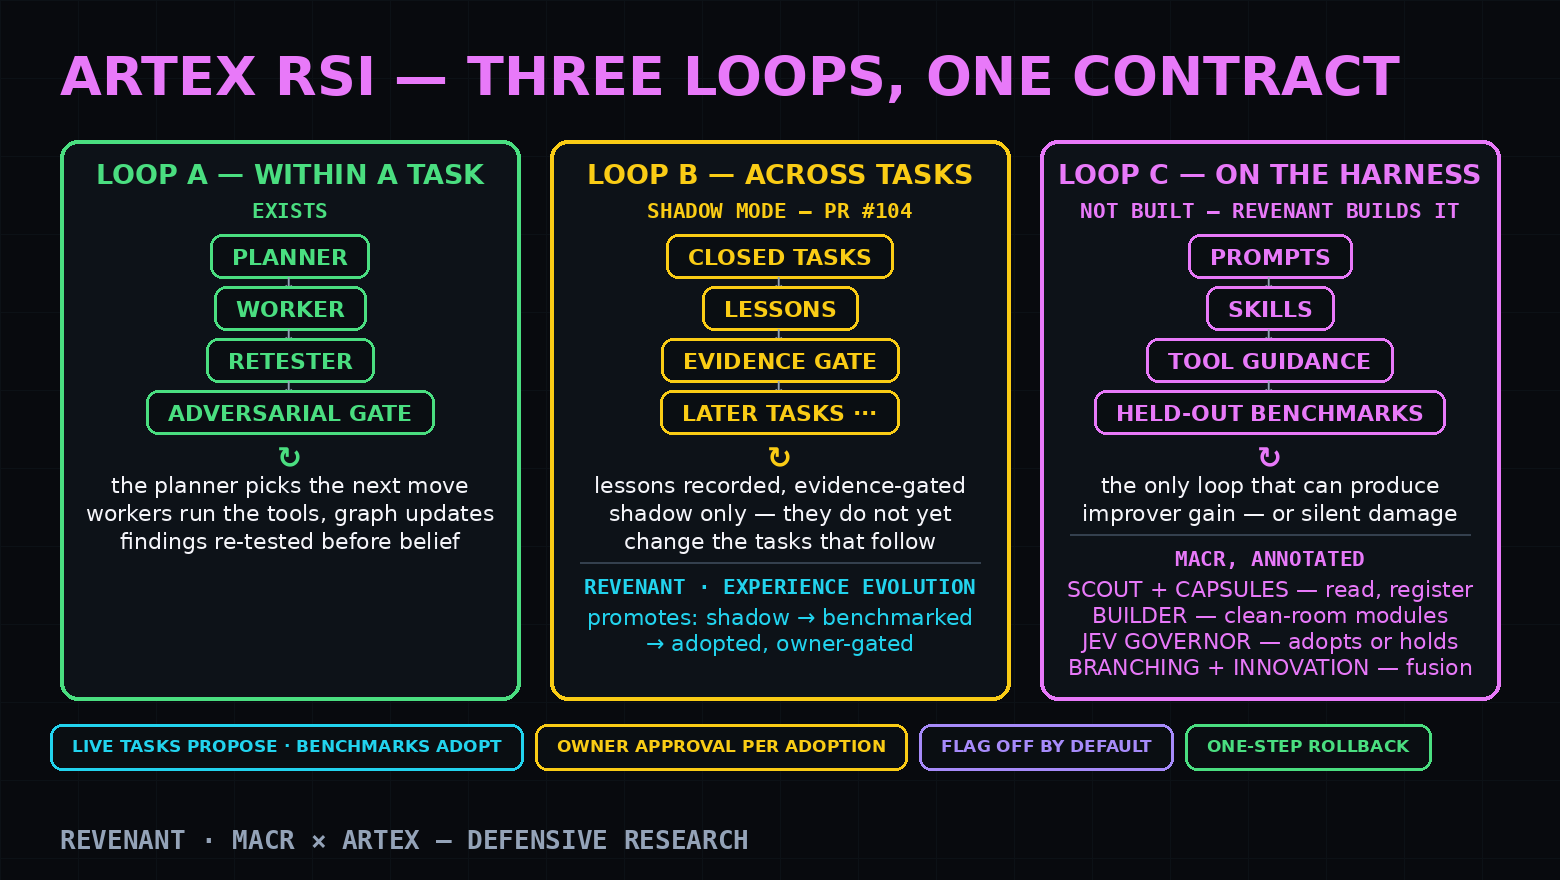 ARTEX RSI — THREE LOOPS, ONE CONTRACT
LOOP A — WITHIN A TASK
EXISTS
PLANNER
WORKER
RETESTER
ADVERSARIAL GATE
↻
the planner picks the next move
workers run the tools, graph updates
findings re-tested before belief
LOOP B — ACROSS TASKS
SHADOW MODE — PR #104
CLOSED TASKS
LESSONS
EVIDENCE GATE
LATER TASKS ···
↻
lessons recorded, evidence-gated
shadow only — they do not yet
change the tasks that follow
REVENANT · EXPERIENCE EVOLUTION
promotes: shadow → benchmarked
→ adopted, owner-gated
LOOP C — ON THE HARNESS
NOT BUILT — REVENANT BUILDS IT
PROMPTS
SKILLS
TOOL GUIDANCE
HELD-OUT BENCHMARKS
↻
the only loop that can produce
improver gain — or silent damage
MACR, ANNOTATED
SCOUT + CAPSULES — read, register
BUILDER — clean-room modules
JEV GOVERNOR — adopts or holds
BRANCHING + INNOVATION — fusion
LIVE TASKS PROPOSE · BENCHMARKS ADOPT
OWNER APPROVAL PER ADOPTION
FLAG OFF BY DEFAULT
ONE-STEP ROLLBACK
REVENANT · MACR × ARTEX — DEFENSIVE RESEARCH